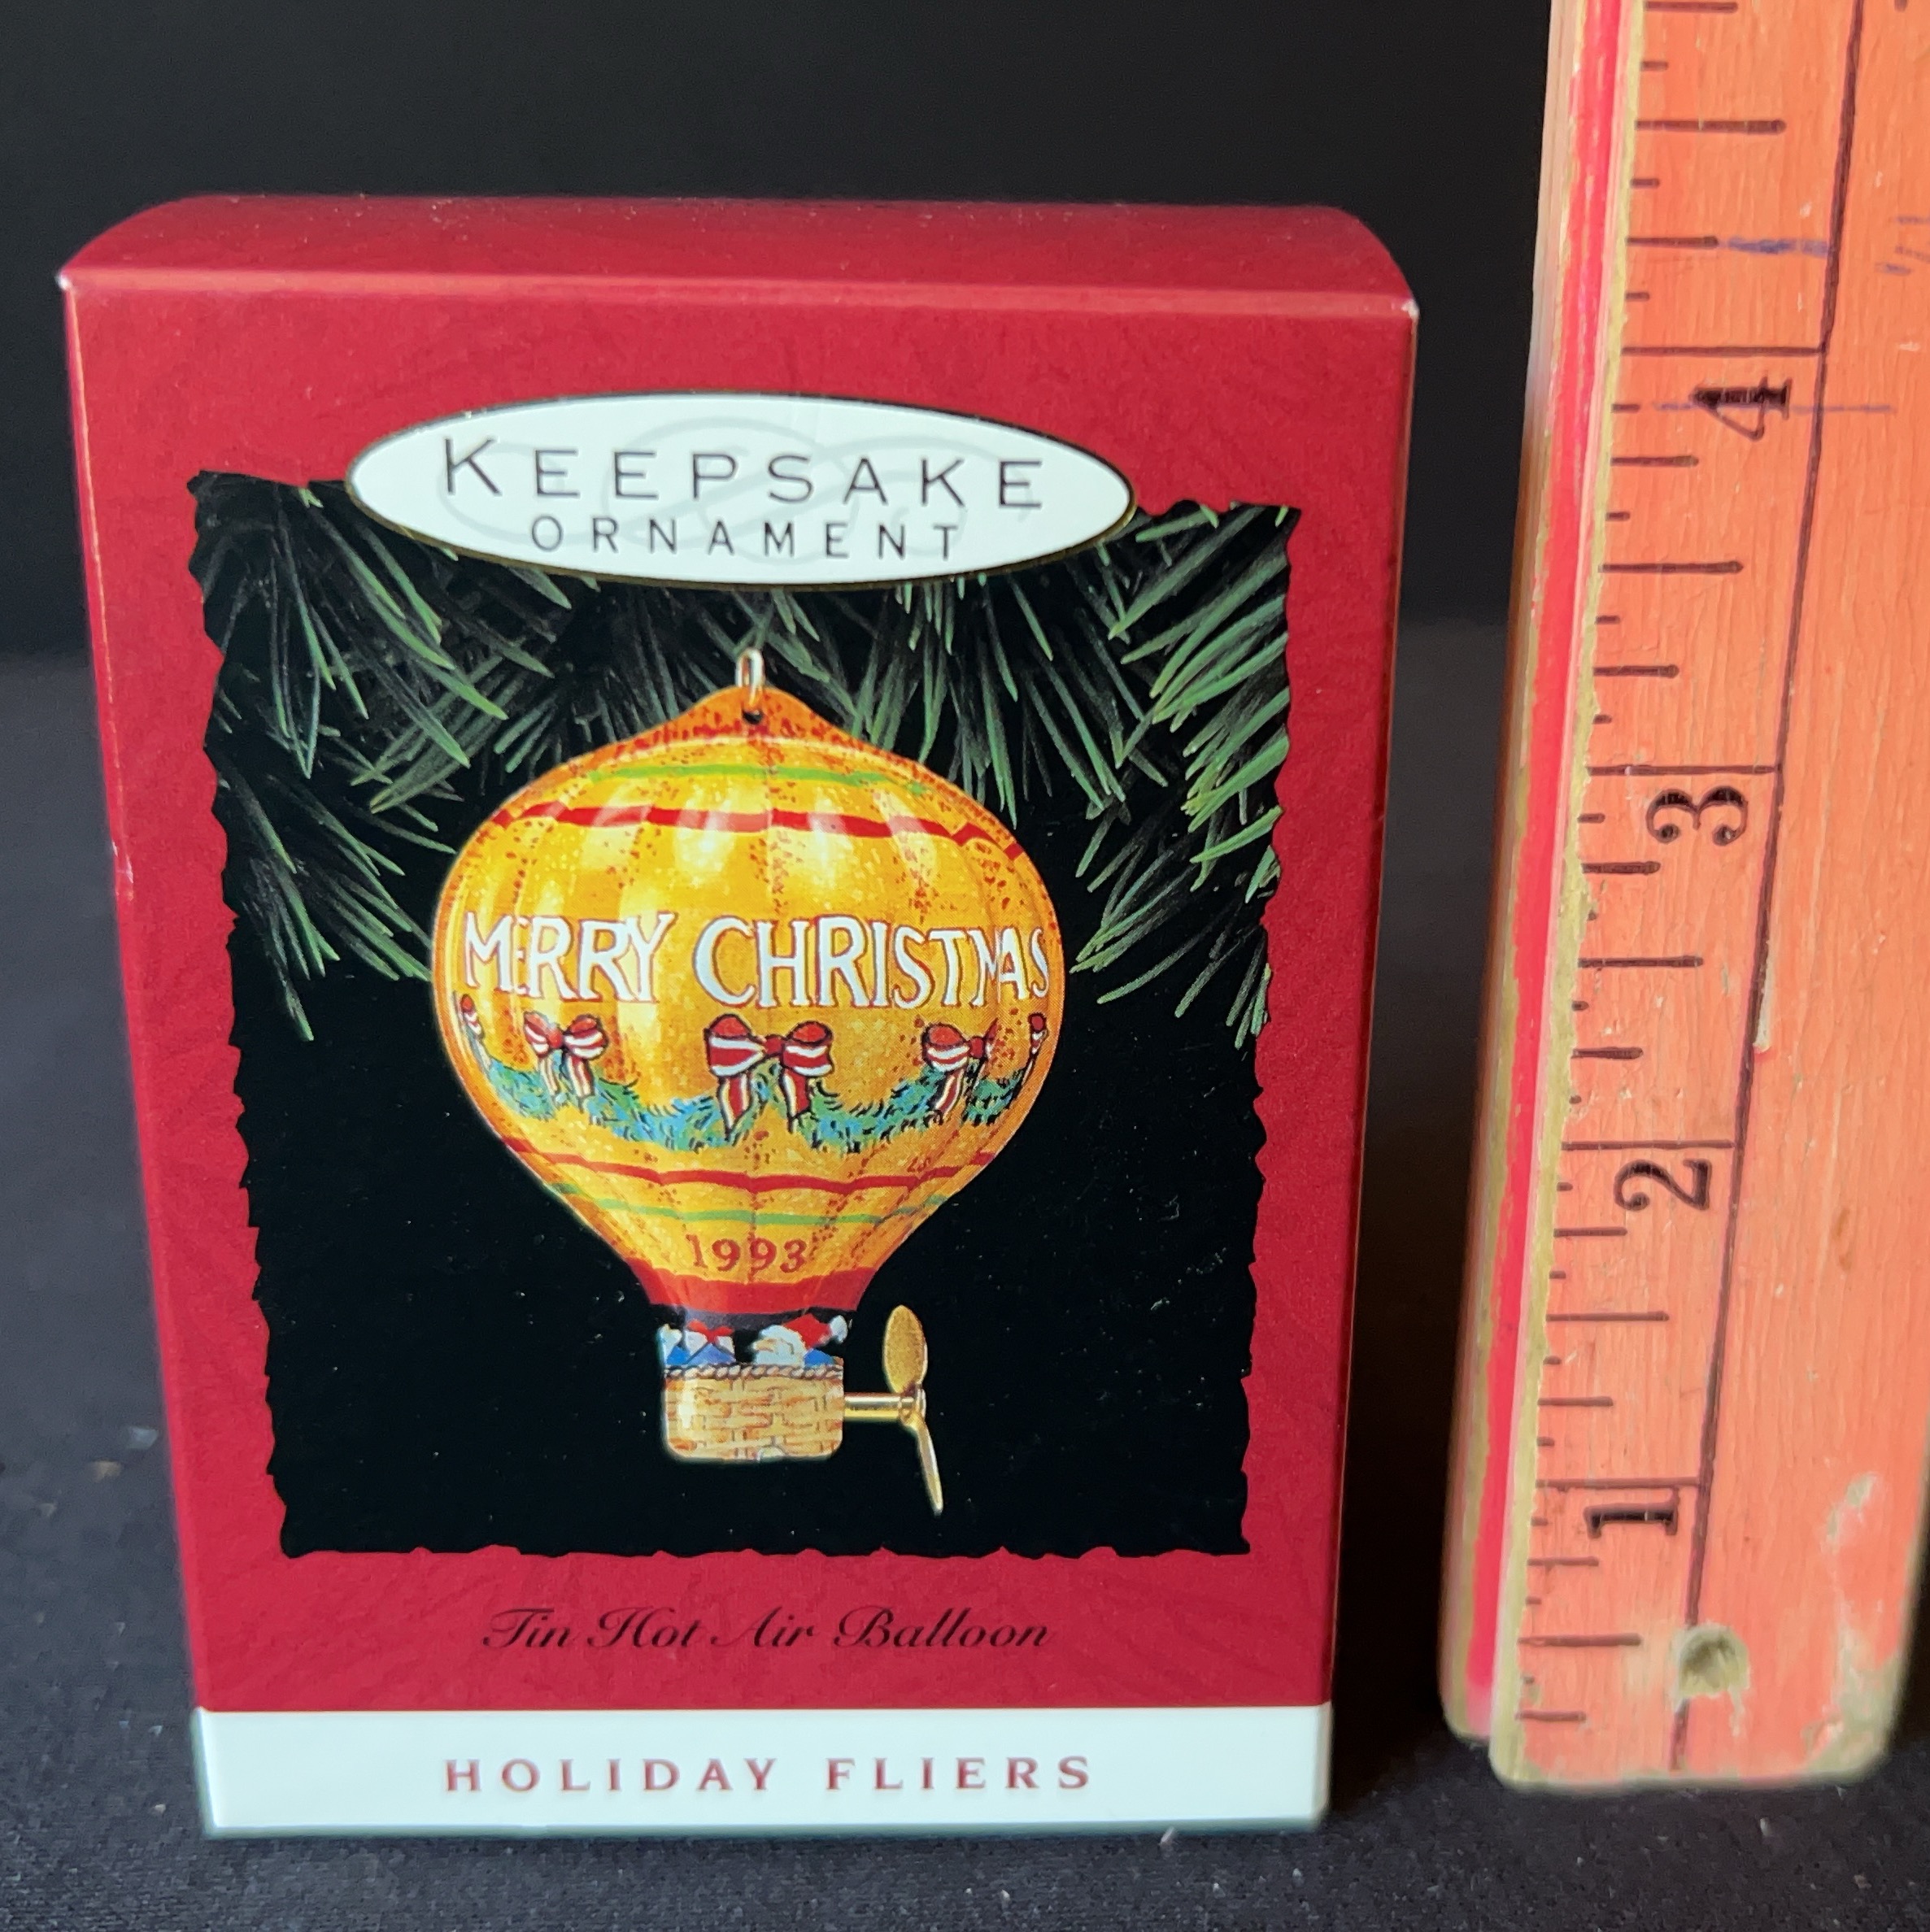 KEEPSAKE
ORNAMENT
MERRY CHRISTMAS
1993
Tin Hot Air Balloon
HOLIDAY FLIERS
4
3
2
1